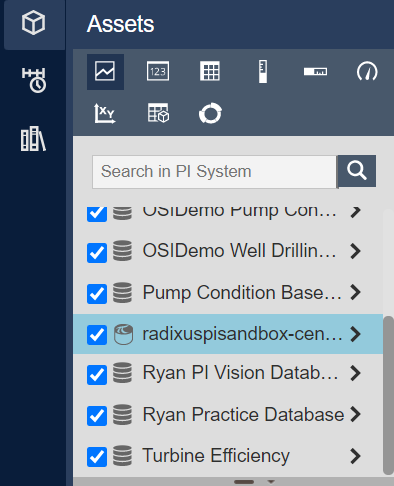 Assets
123
XY
Search in PI System
OSIDemo Pump Con...
OSIDemo Well Drillin...
Pump Condition Base...
radixuspisandbox-cen...
Ryan PI Vision Datab...
Ryan Practice Database
Turbine Efficiency